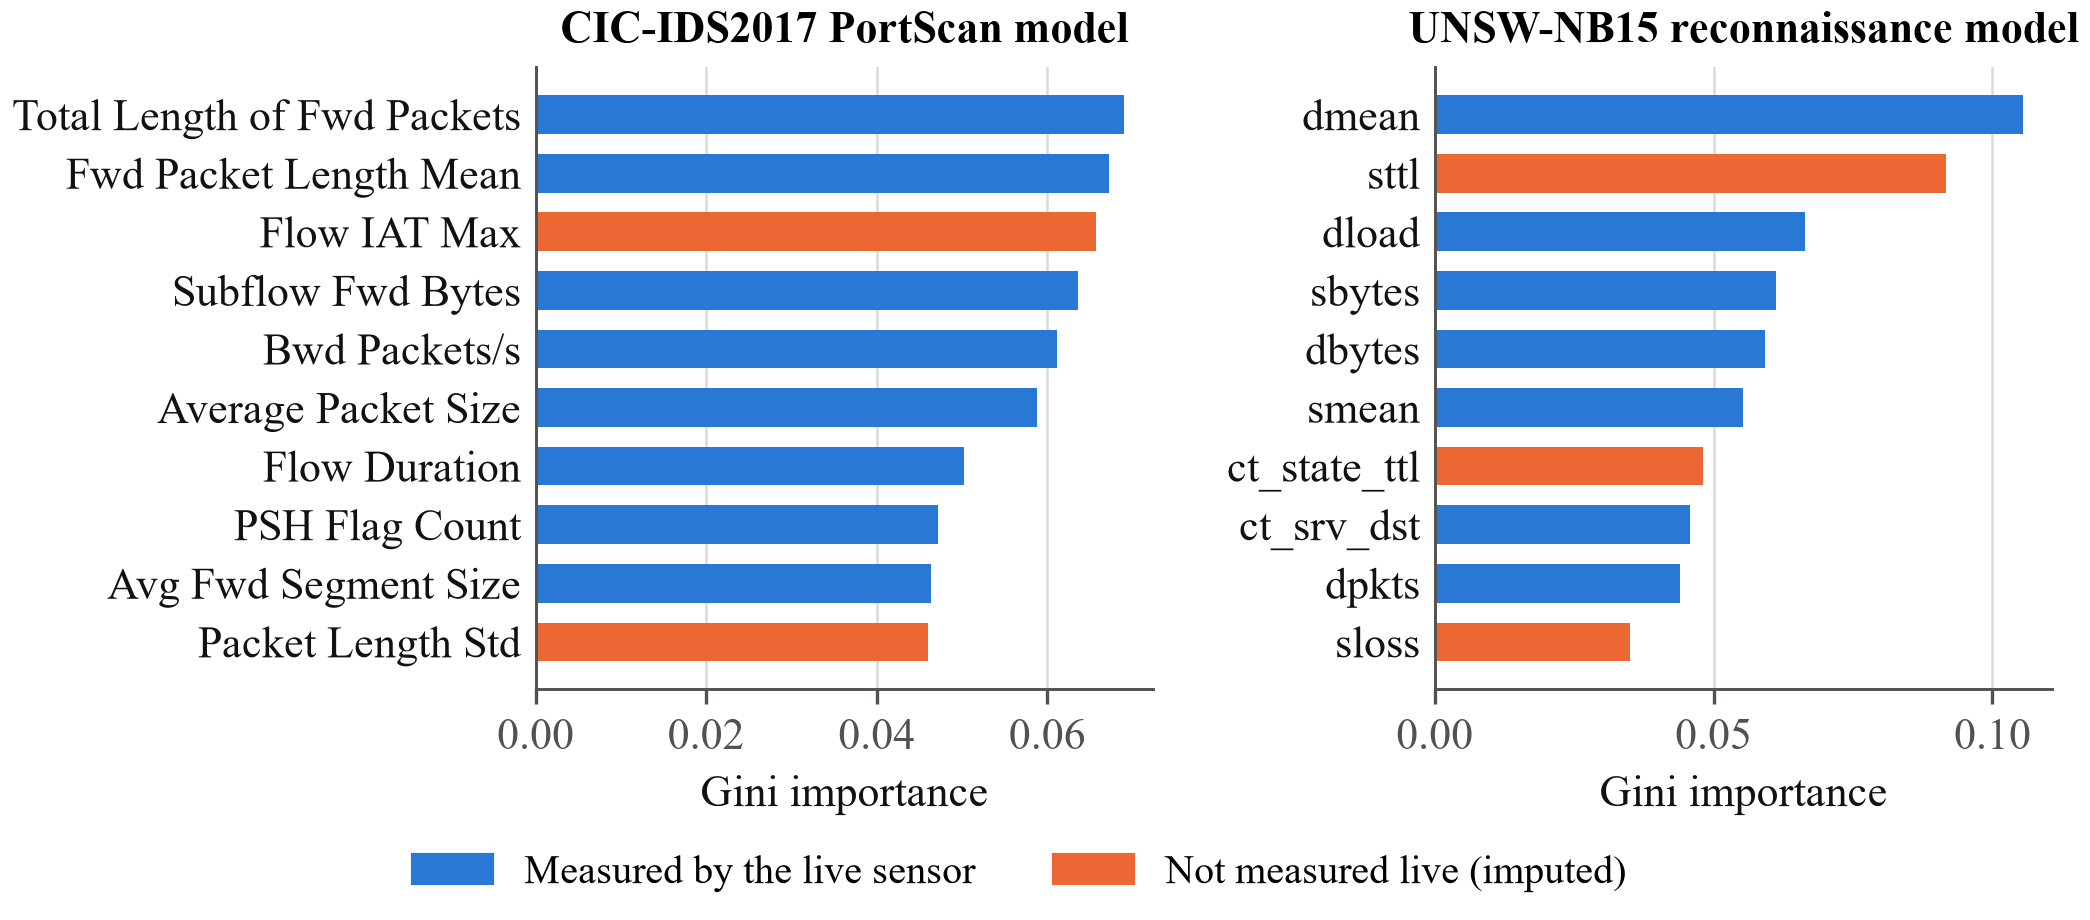 CIC-IDS2017 PortScan model
Total Length of Fwd Packets
Fwd Packet Length Mean
Flow IAT Max
Subflow Fwd Bytes
Bwd Packets/s
Average Packet Size
Flow Duration
PSH Flag Count
Avg Fwd Segment Size
Packet Length Std
0.00 0.02 0.04 0.06
Gini importance
UNSW-NB15 reconnaissance model
dmean
sttl
dload
sbytes
dbytes
smean
ct_state_ttl
ct_srv_dst
dpkts
sloss
0.00 0.05 0.10
Gini importance
Measured by the live sensor
Not measured live (imputed)